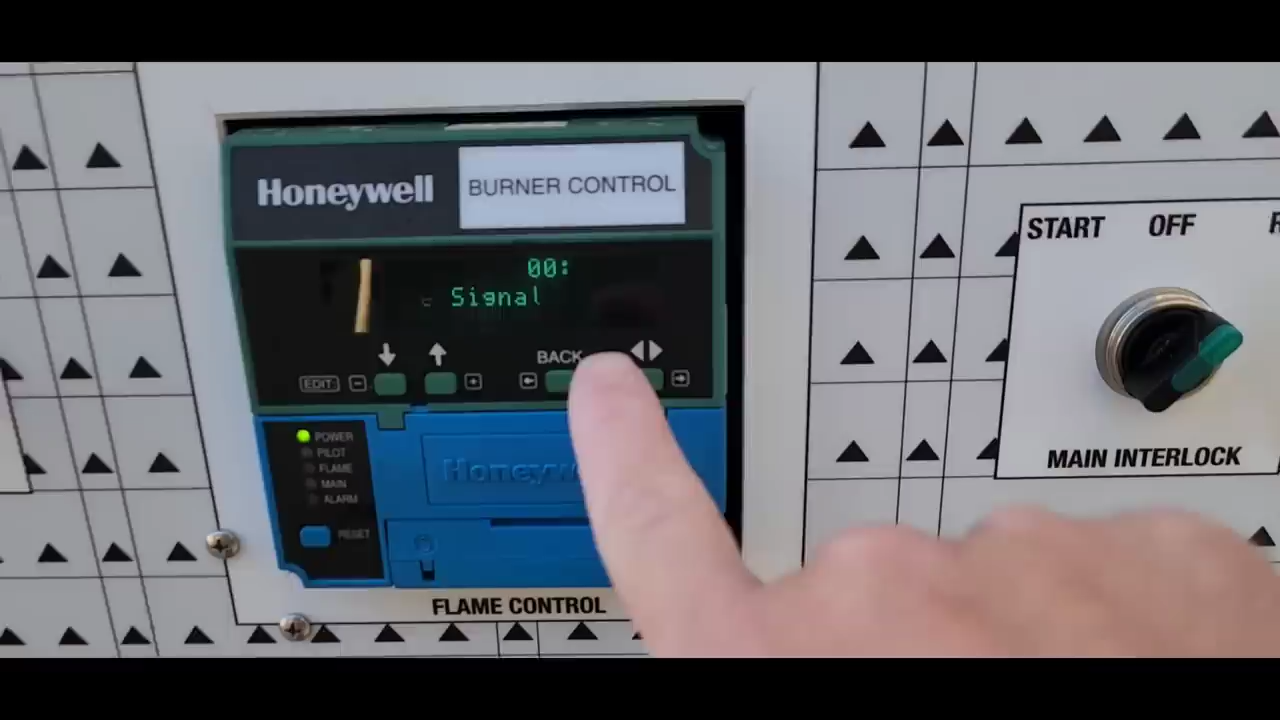 Honeywell
BURNER CONTROL
00:
Signal
BACK
EDIT:
POWER
PILOT
FLAME
MAIN
ALARM
RESET
FLAME CONTROL
START OFF
MAIN INTERLOCK